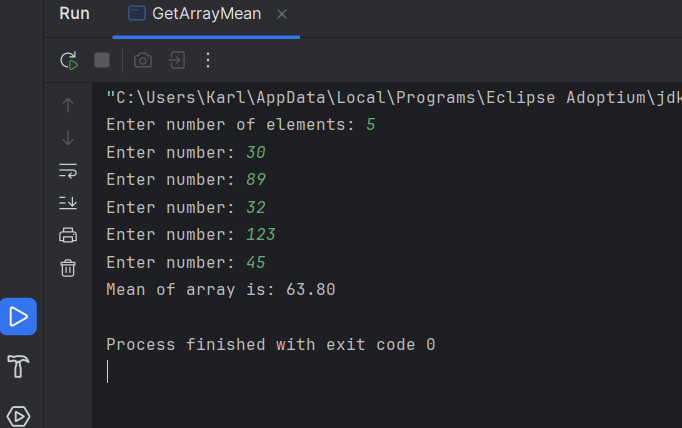 Run GetArrayMean
"C:\Users\Karl\AppData\Local\Programs\Eclipse Adoptium\jdk
Enter number of elements: 5
Enter number: 30
Enter number: 89
Enter number: 32
Enter number: 123
Enter number: 45
Mean of array is: 63.80
Process finished with exit code 0